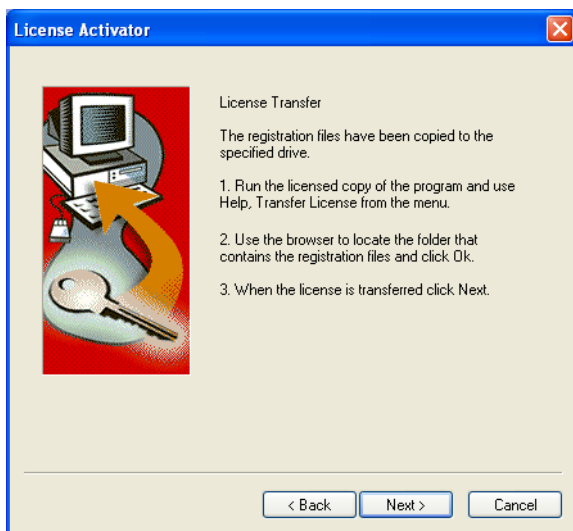 License Activator
License Transfer
The registration files have been copied to the
specified drive.
1. Run the licensed copy of the program and use
Help, Transfer License from the menu.
2. Use the browser to locate the folder that
contains the registration files and click Ok.
3. When the license is transferred click Next.
< Back
Next >
Cancel